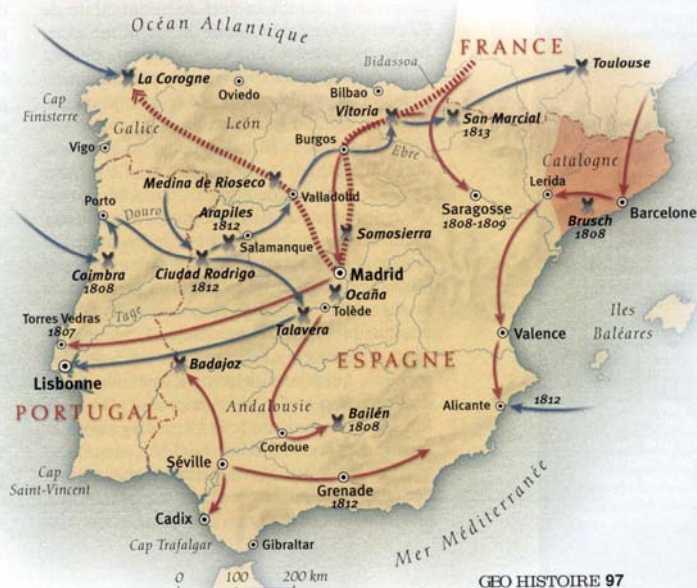 Océan Atlantique
FRANCE
Bidassoa
Toulouse
La Corogne
Oviedo
Bilbao
Cap
Finisterre
Vitoria
San Marcial
1813
Galice
León
Burgos
Ebre
Catalogne
Vigo
Medina de Rioseco
Valladolid
Lerida
Porto
Douro
Arapiles
1812
Saragosse
1808-1809
Brusch
1808
Barcelone
Salamanque
Somosierra
Coimbra
1808
Ciudad Rodrigo
1812
Madrid
Ocaña
Tolède
Iles
Baléares
Torres Vedras
1807
Tage
Talavera
Valence
Lisbonne
Badajoz
ESPAGNE
PORTUGAL
Andalousie
Bailén
1808
Alicante
1812
Cordoue
Séville
Cap
Saint-Vincent
Grenade
1812
Cadix
Mer Méditerranée
Cap Trafalgar
Gibraltar
0 100 200 km
GEO HISTOIRE 97